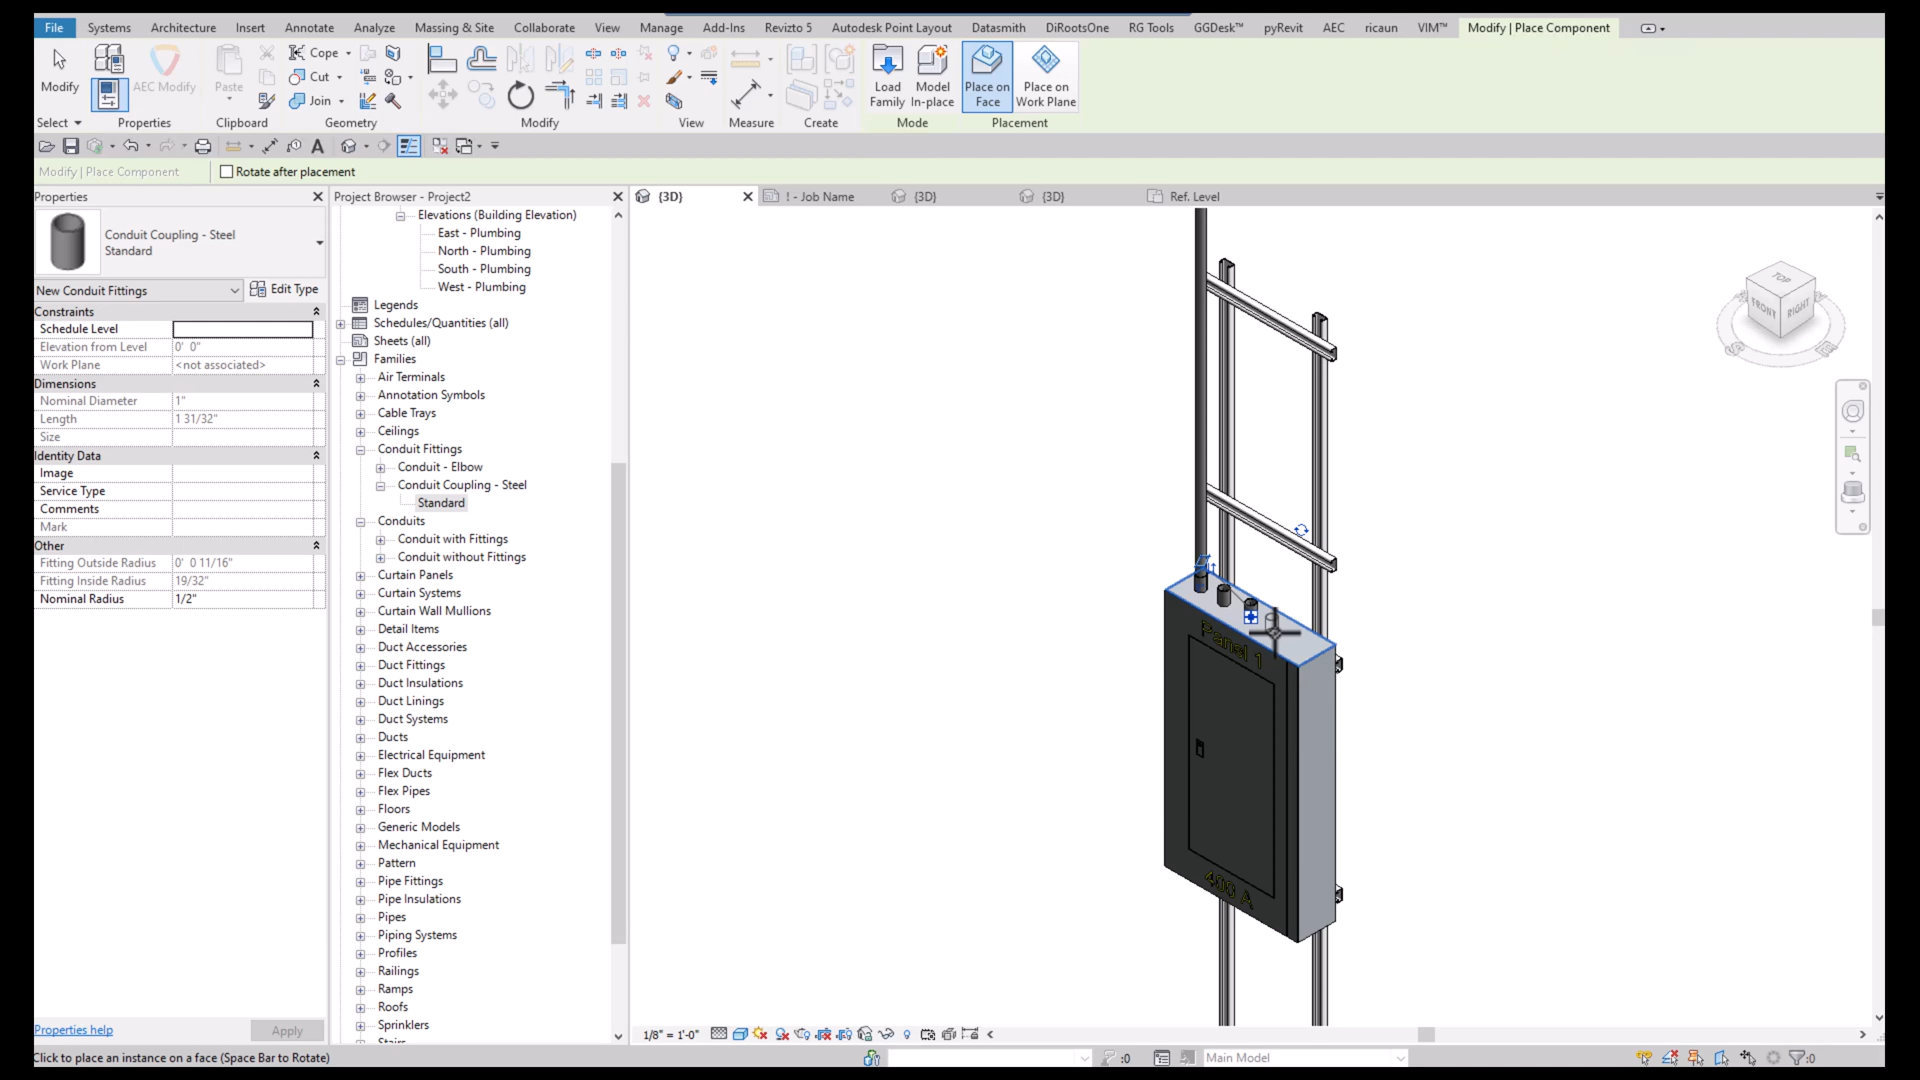 File Systems Architecture Insert Annotate Analyze Massing & Site Collaborate View Manage Add-Ins Revizto 5 Autodesk Point Layout Datasmith DiRootsOne RG Tools GGDesk™ pyRevit AEC ricaun VIM™ Modify | Place Component
Cope
Cut
Join
Modify AEC Modify Paste Load Family Model In-place Place on Face Place on Work Plane
Select Properties Clipboard Geometry Modify View Measure Create Mode Placement
Modify | Place Component Rotate after placement
Properties
Conduit Coupling - Steel
Standard
New Conduit Fittings Edit Type
Constraints
Schedule Level
Elevation from Level 0' 0"
Work Plane <not associated>
Dimensions
Nominal Diameter 1"
Length 1 31/32"
Size
Identity Data
Image
Service Type
Comments
Mark
Other
Fitting Outside Radius 0' 0 11/16"
Fitting Inside Radius 19/32"
Nominal Radius 1/2"
Properties help Apply
Project Browser - Project2
Elevations (Building Elevation)
East - Plumbing
North - Plumbing
South - Plumbing
West - Plumbing
Legends
Schedules/Quantities (all)
Sheets (all)
Families
Air Terminals
Annotation Symbols
Cable Trays
Ceilings
Conduit Fittings
Conduit - Elbow
Conduit Coupling - Steel
Standard
Conduits
Conduit with Fittings
Conduit without Fittings
Curtain Panels
Curtain Systems
Curtain Wall Mullions
Detail Items
Duct Accessories
Duct Fittings
Duct Insulations
Duct Linings
Duct Systems
Ducts
Electrical Equipment
Flex Ducts
Flex Pipes
Floors
Generic Models
Mechanical Equipment
Pattern
Pipe Fittings
Pipe Insulations
Pipes
Piping Systems
Profiles
Railings
Ramps
Roofs
Sprinklers
Stairs
{3D} ! - Job Name {3D} {3D} Ref. Level
TOP
FRONT RIGHT
Panel 1
400 A
1/8" = 1'-0"
Click to place an instance on a face (Space Bar to Rotate) :0 Main Model :0